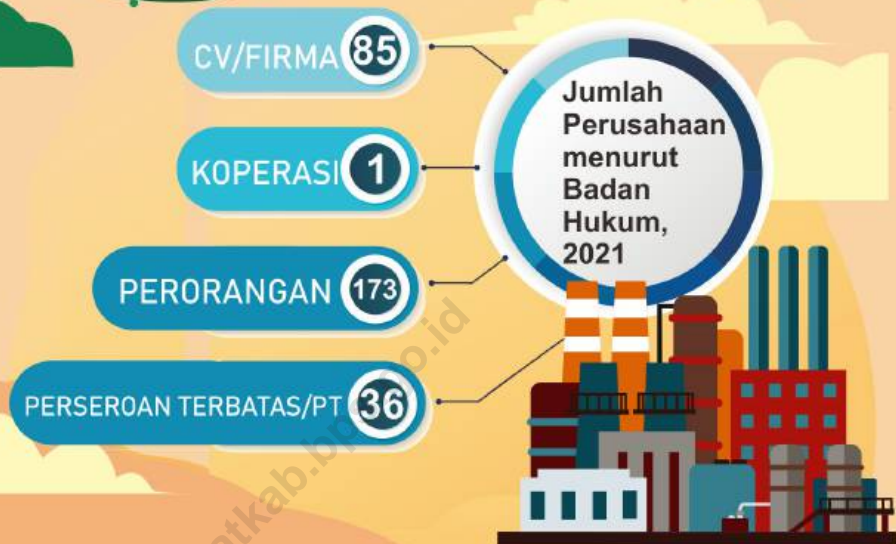 CV/FIRMA 85
KOPERASI 1
PERORANGAN 173
PERSEROAN TERBATAS/PT 36
Jumlah
Perusahaan
menurut
Badan
Hukum,
2021